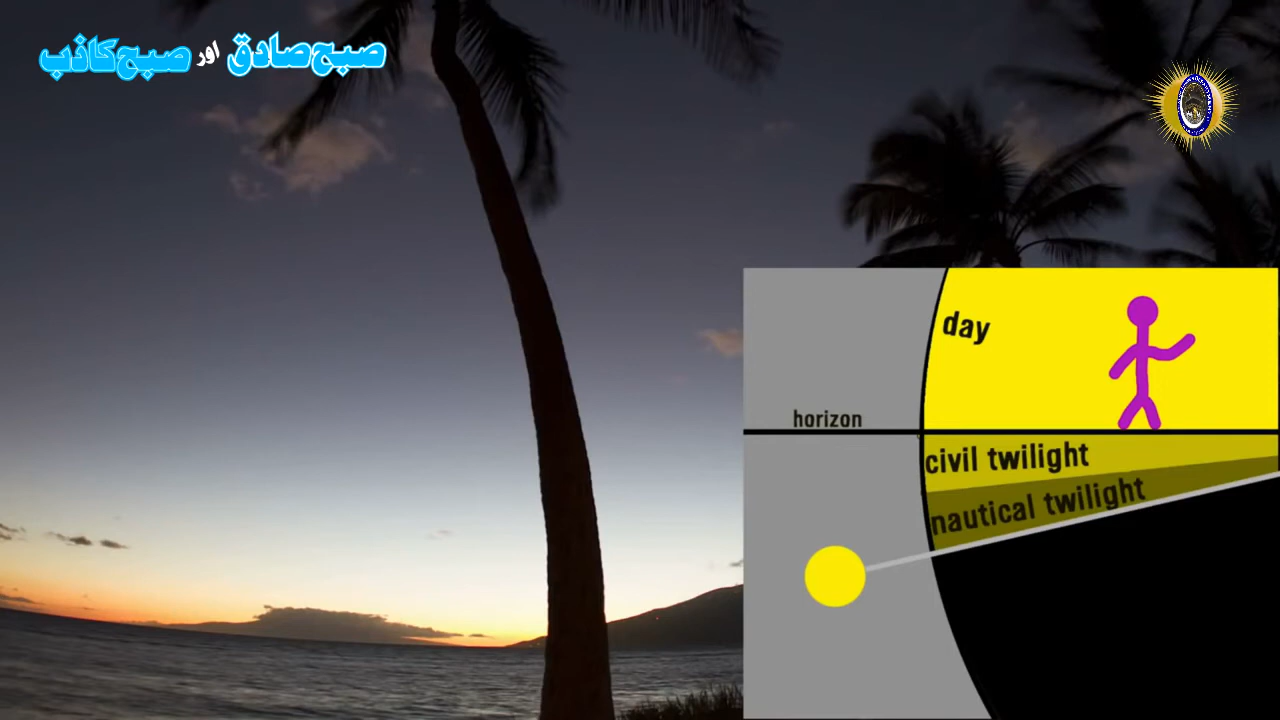 صبح صادق اور صبح کاذب
day
horizon
civil twilight
nautical twilight